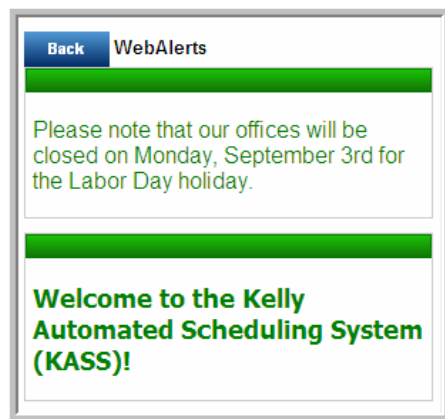 Back WebAlerts
Please note that our offices will be
closed on Monday, September 3rd for
the Labor Day holiday.
Welcome to the Kelly
Automated Scheduling System
(KASS)!